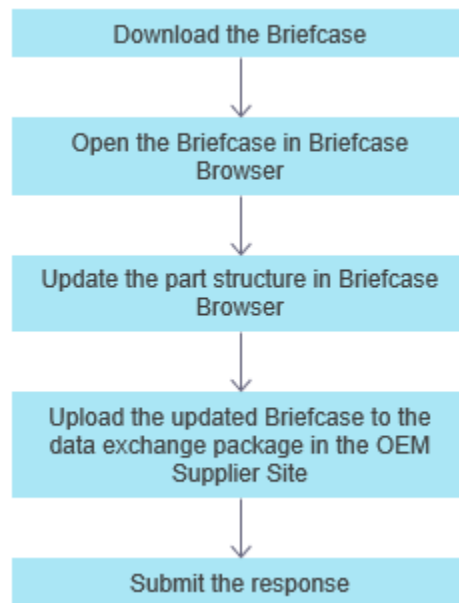 Download the Briefcase
Open the Briefcase in Briefcase
Browser
Update the part structure in Briefcase
Browser
Upload the updated Briefcase to the
data exchange package in the OEM
Supplier Site
Submit the response